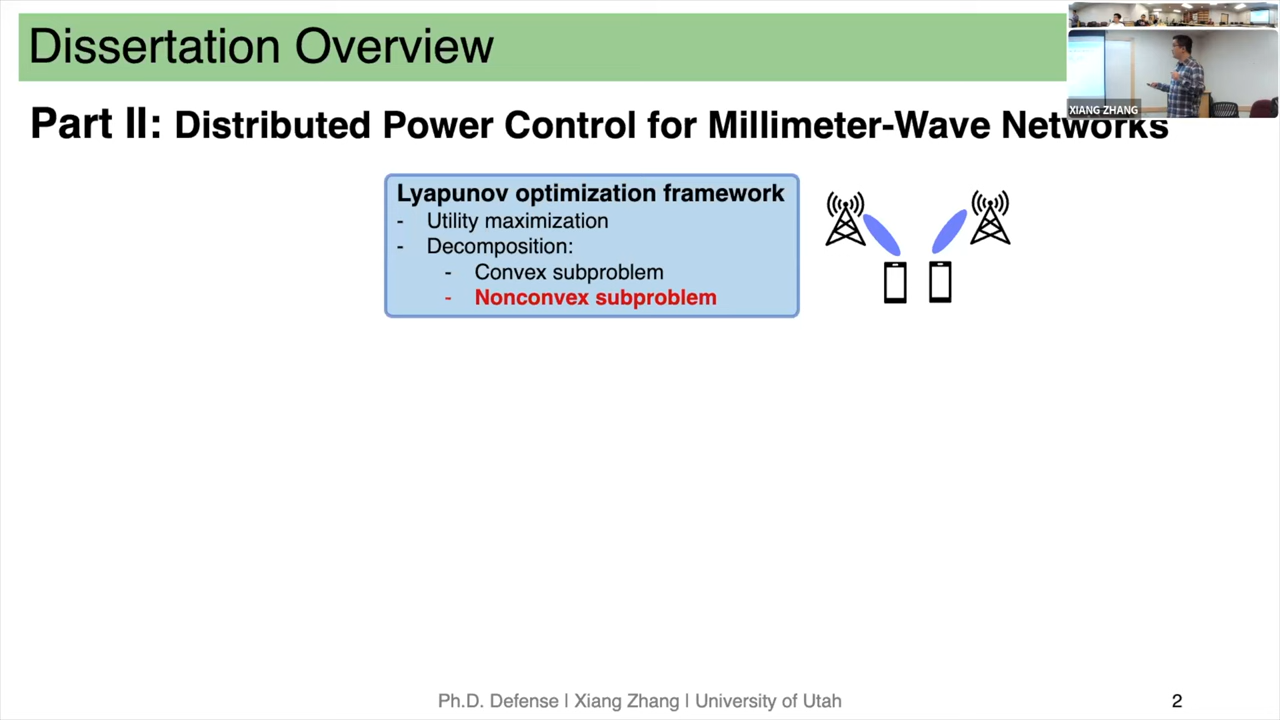 Dissertation Overview
XIANG ZHANG
Part II: Distributed Power Control for Millimeter-Wave Networks
Lyapunov optimization framework
- Utility maximization
- Decomposition:
- Convex subproblem
- Nonconvex subproblem
Ph.D. Defense | Xiang Zhang | University of Utah
2